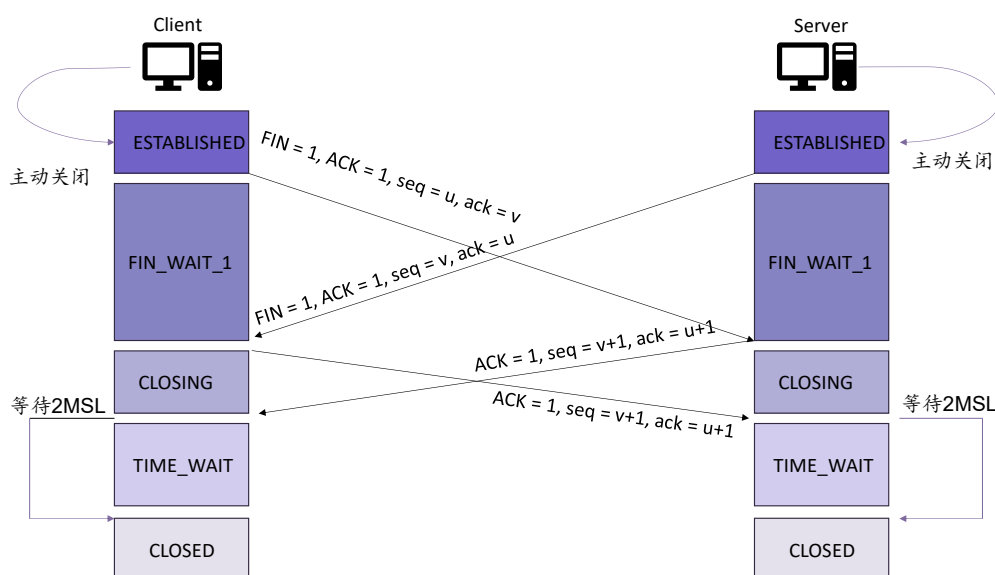 Client
Server
ESTABLISHED
ESTABLISHED
主动关闭
主动关闭
FIN = 1, ACK = 1, seq = u, ack = v
FIN_WAIT_1
FIN_WAIT_1
FIN = 1, ACK = 1, seq = v, ack = u
ACK = 1, seq = v+1, ack = u+1
CLOSING
CLOSING
ACK = 1, seq = v+1, ack = u+1
等待2MSL
等待2MSL
TIME_WAIT
TIME_WAIT
CLOSED
CLOSED